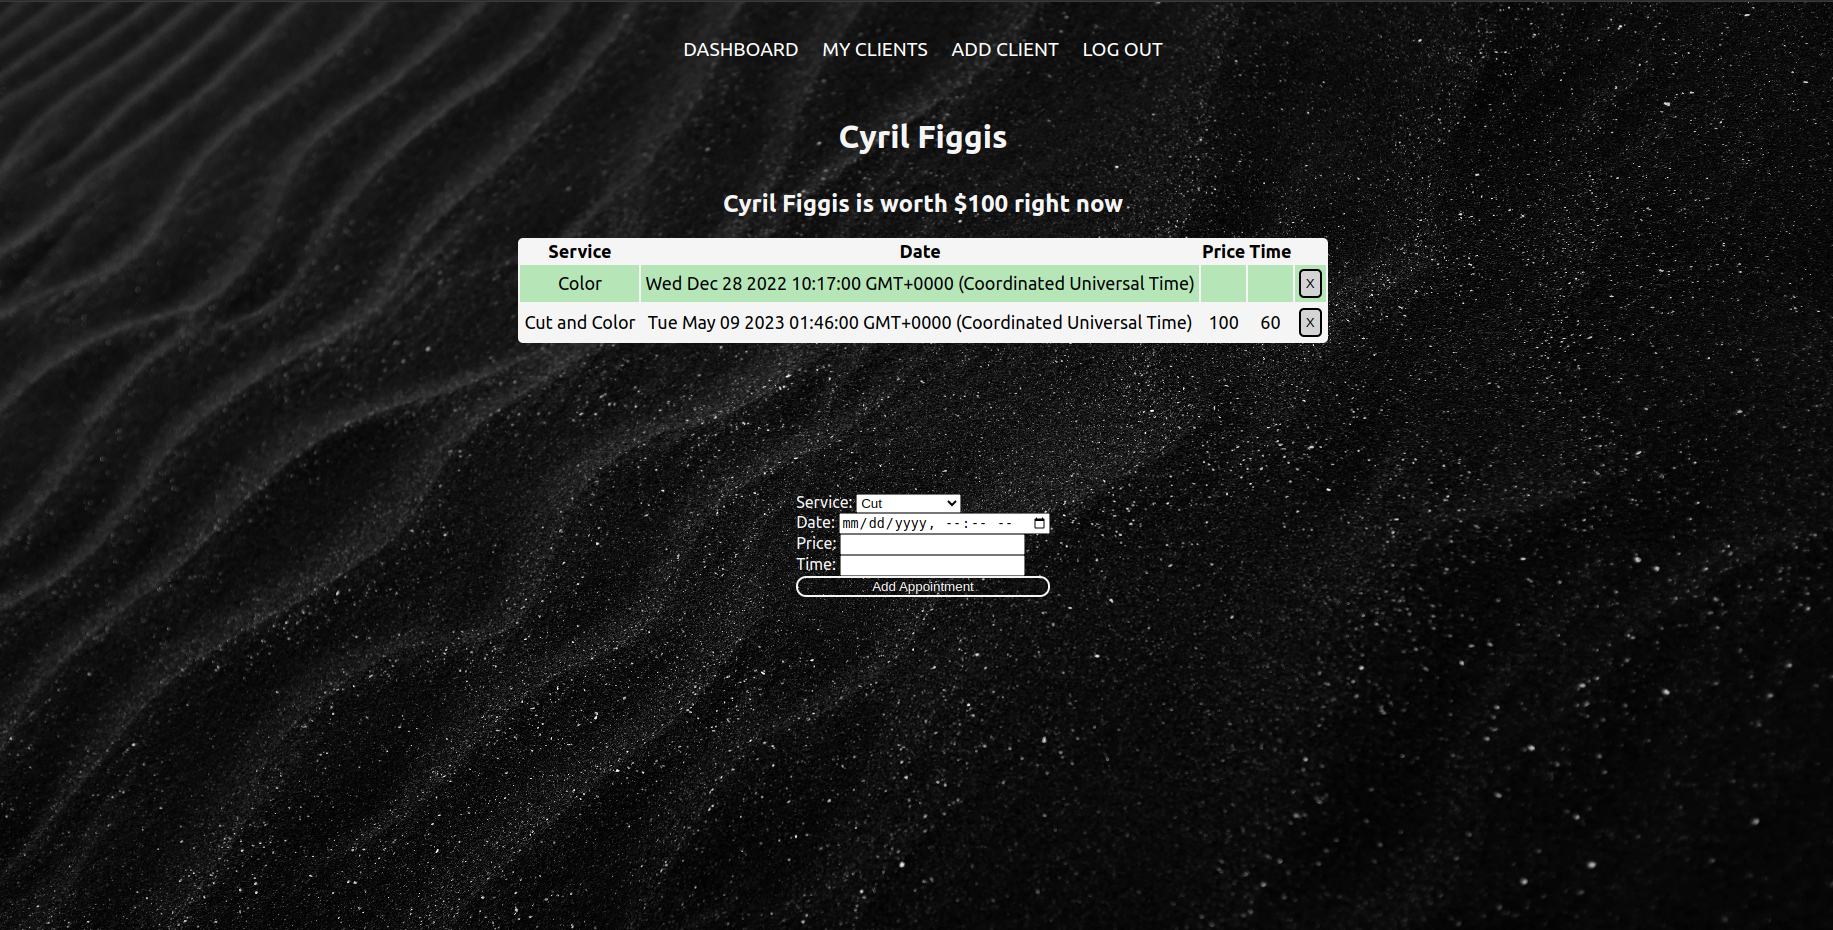 DASHBOARD MY CLIENTS ADD CLIENT LOG OUT
Cyril Figgis
Cyril Figgis is worth $100 right now
Service Date Price Time
Color Wed Dec 28 2022 10:17:00 GMT+0000 (Coordinated Universal Time) X
Cut and Color Tue May 09 2023 01:46:00 GMT+0000 (Coordinated Universal Time) 100 60 X
Service: Cut
Date: mm/dd/yyyy, --:-- --
Price:
Time:
Add Appointment